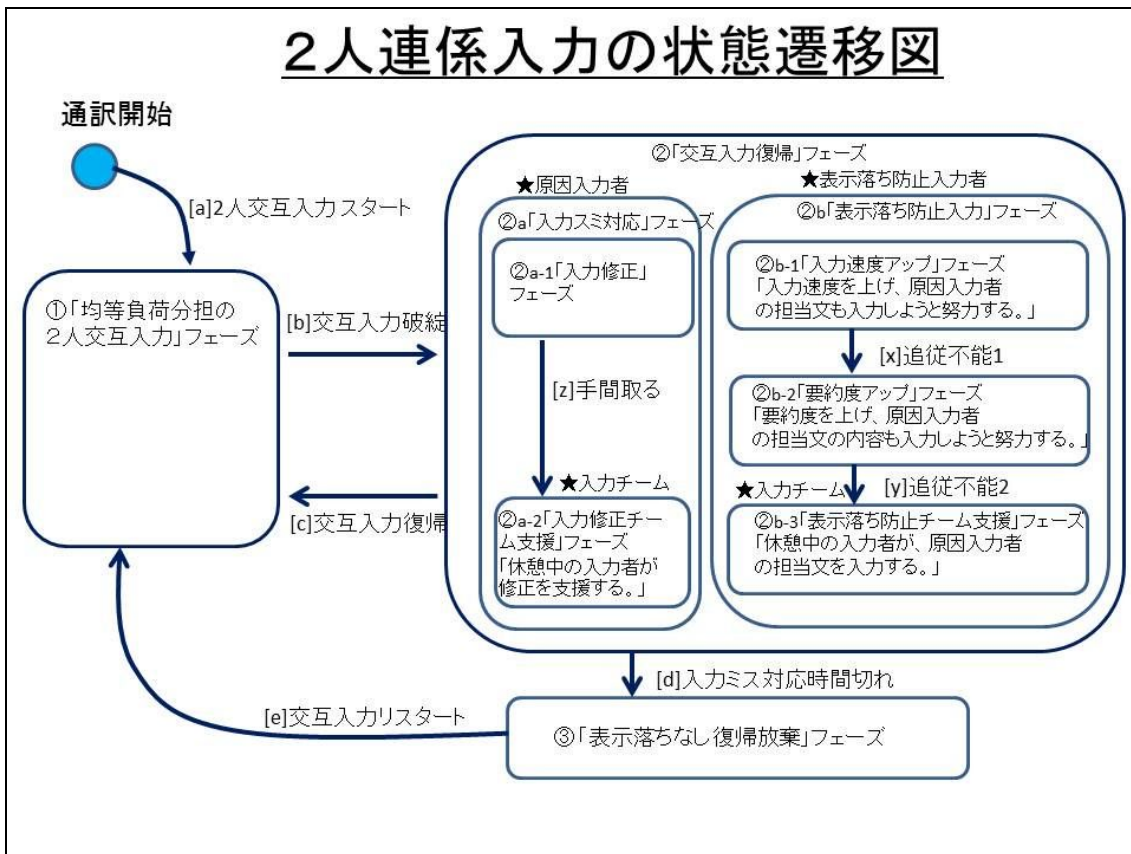 ２人連係入力の状態遷移図
通訳開始
[a]2人交互入力スタート
①「均等負荷分担の
２人交互入力」フェーズ
[b]交互入力破綻
[c]交互入力復帰
②「交互入力復帰」フェーズ
★原因入力者
②a「入力スミ対応」フェーズ
②a-1「入力修正」
フェーズ
[z]手間取る
★入力チーム
②a-2「入力修正チー
ム支援」フェーズ
「休憩中の入力者が
修正を支援する。」
★表示落ち防止入力者
②b「表示落ち防止入力」フェーズ
②b-1「入力速度アップ」フェーズ
「入力速度を上げ、原因入力者
の担当文も入力しようと努力する。」
[x]追従不能1
②b-2「要約度アップ」フェーズ
「要約度を上げ、原因入力者
の担当文の内容も入力しようと努力する。」
★入力チーム
[y]追従不能2
②b-3「表示落ち防止チーム支援」フェーズ
「休憩中の入力者が、原因入力者
の担当文を入力する。」
[d]入力ミス対応時間切れ
[e]交互入力リスタート
③「表示落ちなし復帰放棄」フェーズ